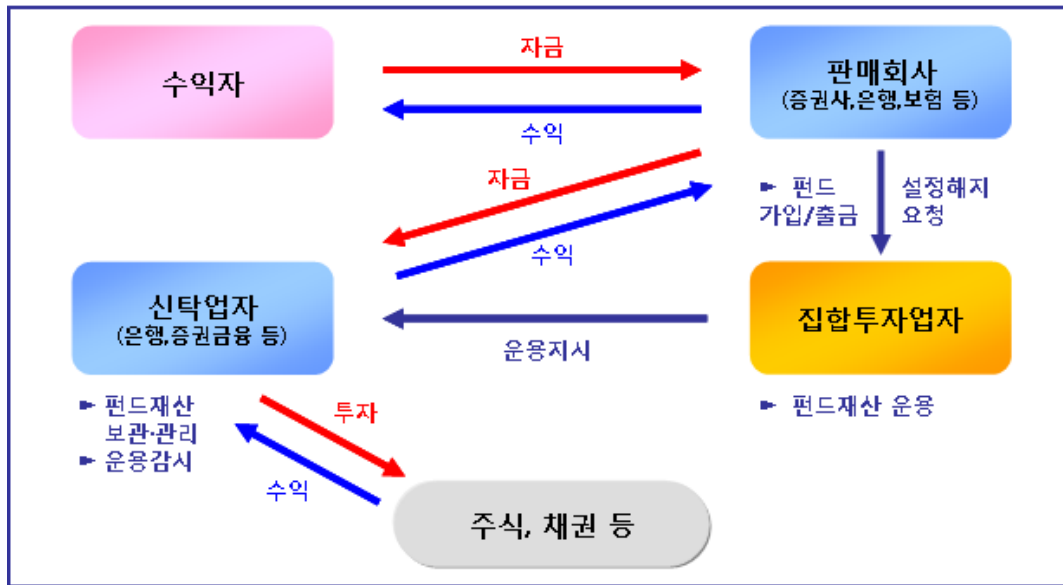 수익자
자금
수익
판매회사
(증권사,은행,보험 등)
자금
수익
► 펀드
가입/출금
설정해지
요청
신탁업자
(은행,증권금융 등)
운용지시
집합투자업자
► 펀드재산
보관·관리
► 운용감시
투자
수익
► 펀드재산 운용
주식, 채권 등